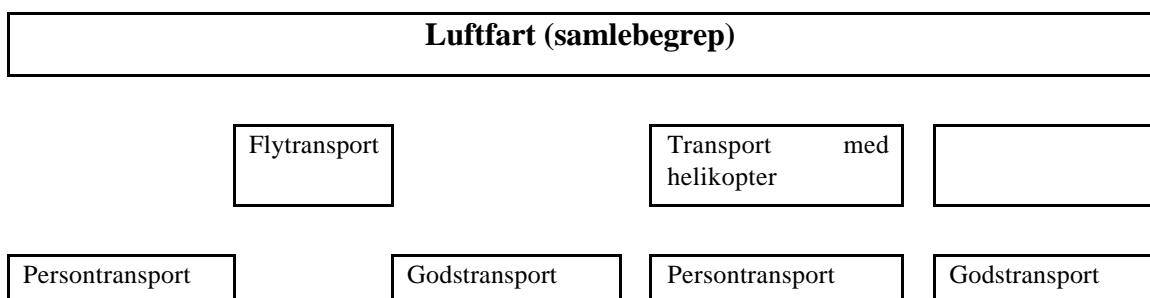 Luftfart (samlebegrep)
Flytransport
Transport med
helikopter
Persontransport
Godstransport
Persontransport
Godstransport